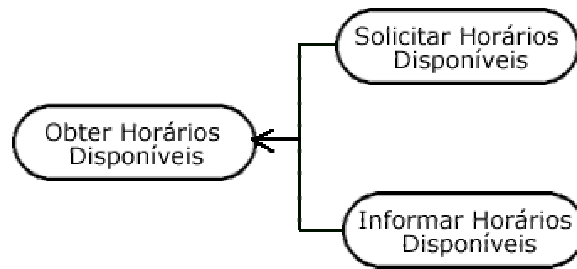 Solicitar Horários
Disponíveis
Obter Horários
Disponíveis
Informar Horários
Disponíveis